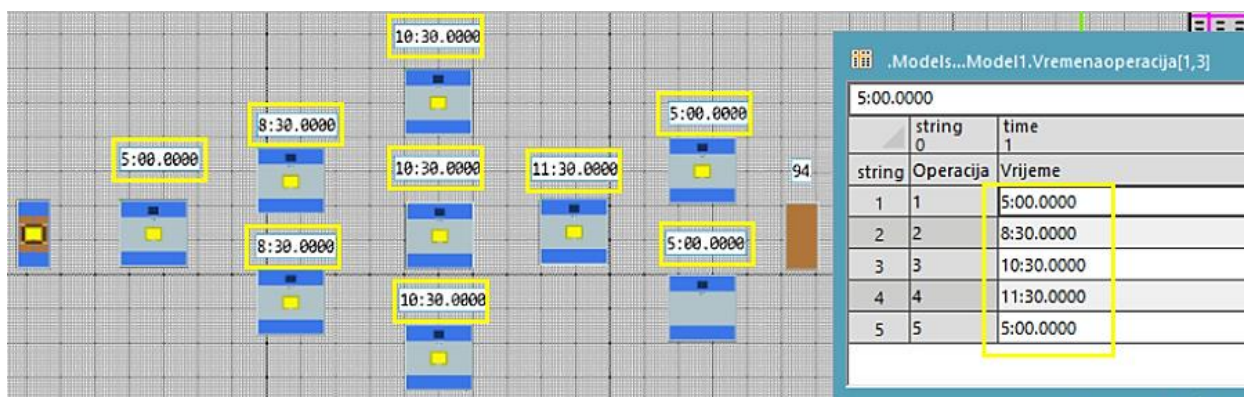 10:30.0000
8:30.0000
5:00.0000
5:00.0000
10:30.0000
11:30.0000
94
8:30.0000
5:00.0000
10:30.0000
.Models...Model1.Vremenaoperacija[1,3]
5:00.0000
string 0 time 1
string Operacija Vrijeme
1 1 5:00.0000
2 2 8:30.0000
3 3 10:30.0000
4 4 11:30.0000
5 5 5:00.0000